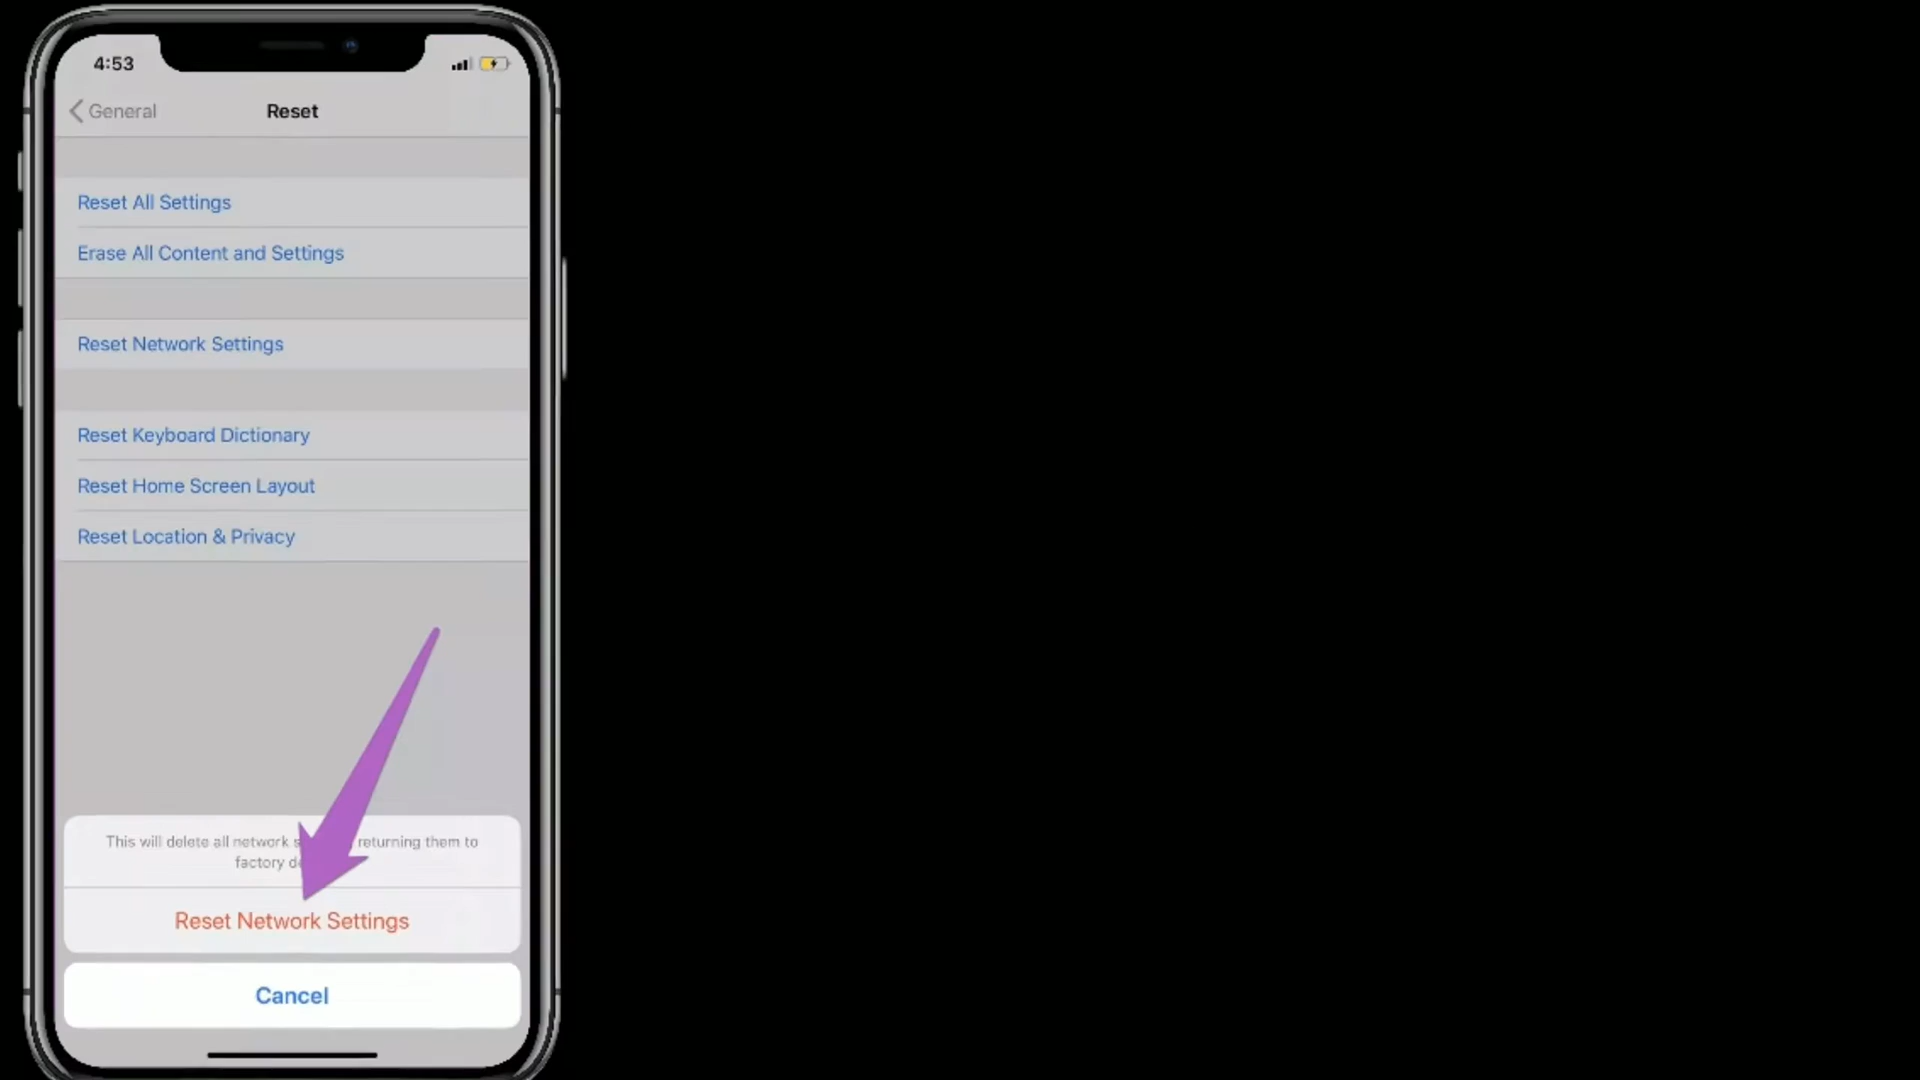 4:53
General
Reset
Reset All Settings
Erase All Content and Settings
Reset Network Settings
Reset Keyboard Dictionary
Reset Home Screen Layout
Reset Location & Privacy
This will delete all network returning them to
factory
Reset Network Settings
Cancel